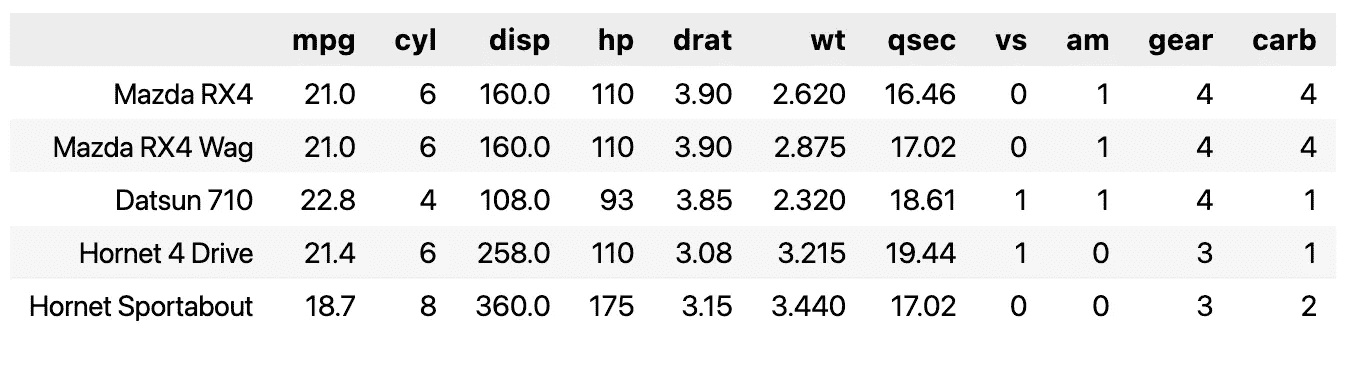 mpg cyl disp hp drat wt qsec vs am gear carb
Mazda RX4 21.0 6 160.0 110 3.90 2.620 16.46 0 1 4 4
Mazda RX4 Wag 21.0 6 160.0 110 3.90 2.875 17.02 0 1 4 4
Datsun 710 22.8 4 108.0 93 3.85 2.320 18.61 1 1 4 1
Hornet 4 Drive 21.4 6 258.0 110 3.08 3.215 19.44 1 0 3 1
Hornet Sportabout 18.7 8 360.0 175 3.15 3.440 17.02 0 0 3 2